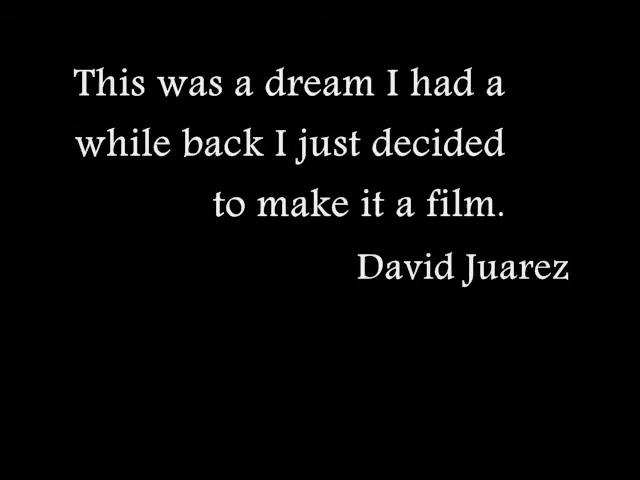 This was a dream I had a
while back I just decided
to make it a film.
David Juarez